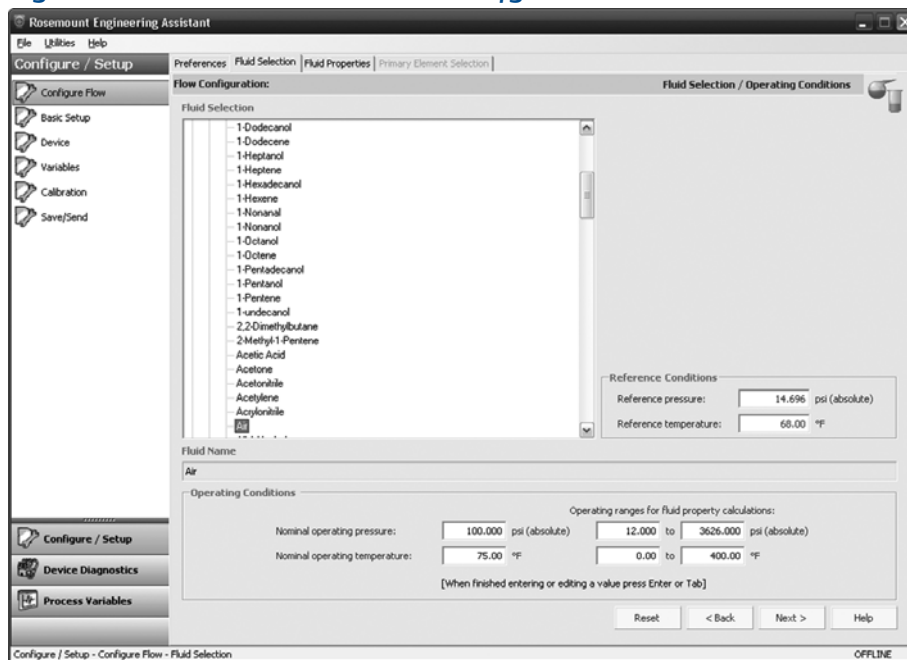 Rosemount Engineering Assistant
File Utilities Help
Configure / Setup
Configure Flow
Basic Setup
Device
Variables
Calibration
Save/Send
Configure / Setup
Device Diagnostics
Process Variables
Preferences Fluid Selection Fluid Properties Primary Element Selection
Flow Configuration: Fluid Selection / Operating Conditions
Fluid Selection
1-Dodecanol
1-Dodecene
1-Heptanol
1-Heptene
1-Hexadecanol
1-Hexene
1-Nonanal
1-Nonanol
1-Octanol
1-Octene
1-Pentadecanol
1-Pentanol
1-Pentene
1-undecanol
2,2-Dimethylbutane
2-Methyl-1-Pentene
Acetic Acid
Acetone
Acetonitrile
Acetylene
Acrylonitrile
Air
Reference Conditions
Reference pressure: 14.696 psi (absolute)
Reference temperature: 68.00 °F
Fluid Name
Air
Operating Conditions
Operating ranges for fluid property calculations:
Nominal operating pressure: 100.000 psi (absolute) 12.000 to 3626.000 psi (absolute)
Nominal operating temperature: 75.00 °F 0.00 to 400.00 °F
[When finished entering or editing a value press Enter or Tab]
Reset < Back Next > Help
Configure / Setup - Configure Flow - Fluid Selection OFFLINE